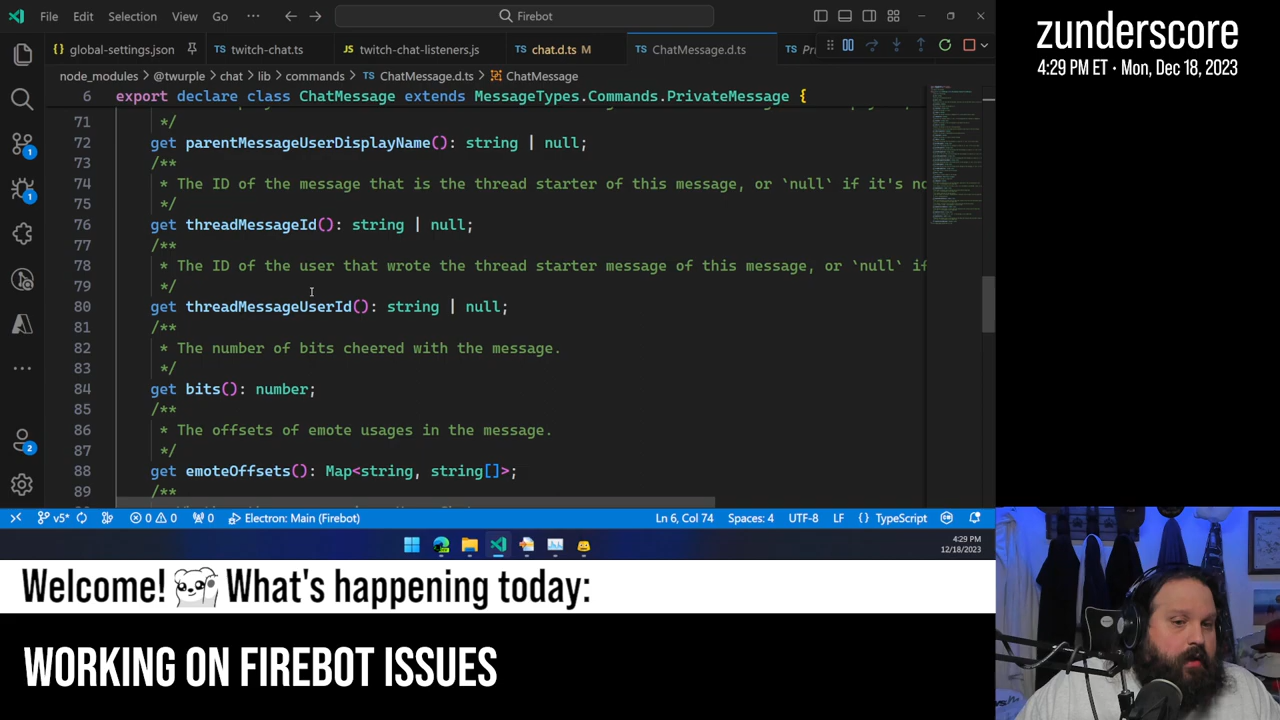 File Edit Selection View Go ··· Firebot
zunderscore
4:29 PM ET · Mon, Dec 18, 2023
global-settings.json twitch-chat.ts twitch-chat-listeners.js chat.d.ts M ChatMessage.d.ts
node_modules > @twurple > chat > lib > commands > ChatMessage.d.ts > ChatMessage
6 export declare class ChatMessage extends MessageTypes.Commands.PrivateMessage {
71 */
72 get parentMessageUserDisplayName(): string | null;
73 /**
74 * The ID of the message that is the thread starter of this message, or `null` if it's no
75 */
76 get threadMessageId(): string | null;
77 /**
78 * The ID of the user that wrote the thread starter message of this message, or `null` if
79 */
80 get threadMessageUserId(): string | null;
81 /**
82 * The number of bits cheered with the message.
83 */
84 get bits(): number;
85 /**
86 * The offsets of emote usages in the message.
87 */
88 get emoteOffsets(): Map<string, string[]>;
89 /**
v5* 0 0 0 Electron: Main (Firebot) Ln 6, Col 74 Spaces: 4 UTF-8 LF {} TypeScript
4:29 PM
12/18/2023
Welcome! What's happening today:
WORKING ON FIREBOT ISSUES